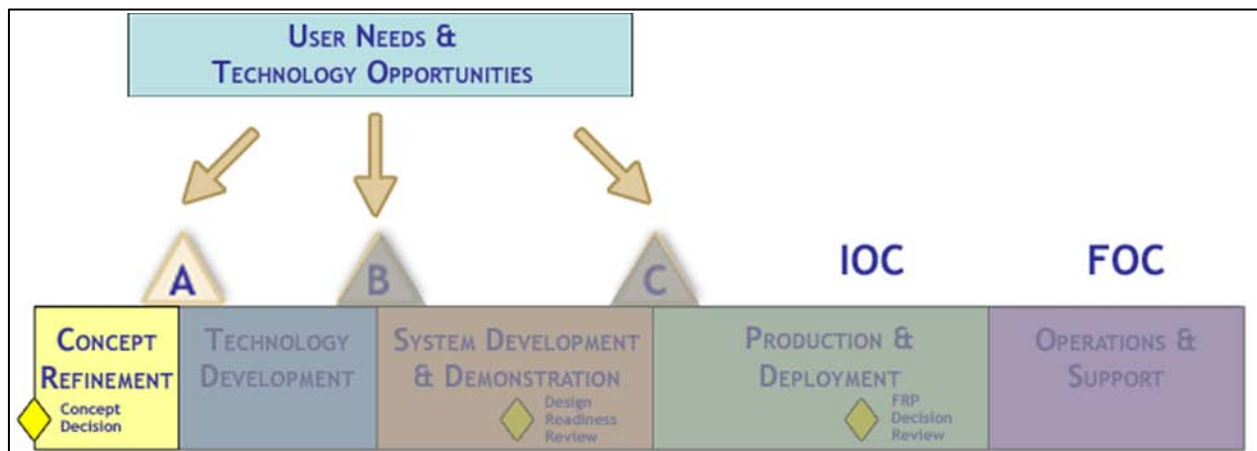 USER NEEDS &
TECHNOLOGY OPPORTUNITIES
A
B
C
IOC
FOC
CONCEPT
REFINEMENT
Concept
Decision
TECHNOLOGY
DEVELOPMENT
SYSTEM DEVELOPMENT
& DEMONSTRATION
Design
Readiness
Review
PRODUCTION &
DEPLOYMENT
FRP
Decision
Review
OPERATIONS &
SUPPORT